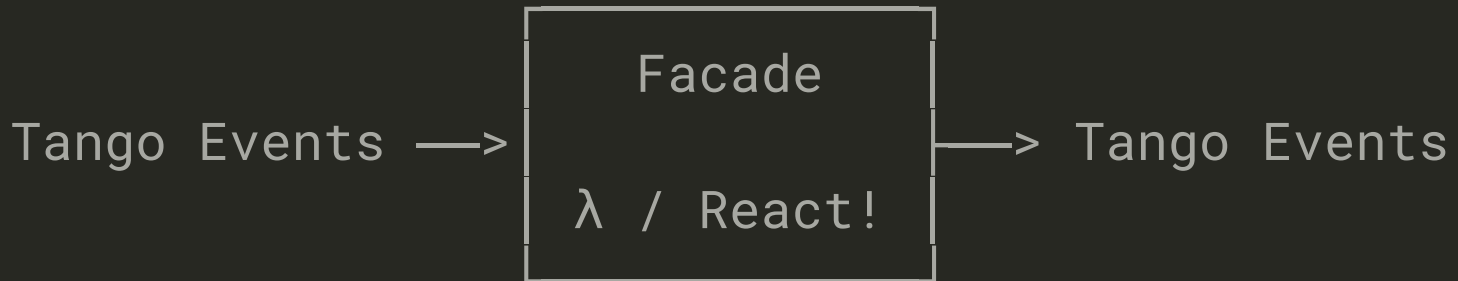 Facade
Tango Events ——> ——> Tango Events
λ / React!